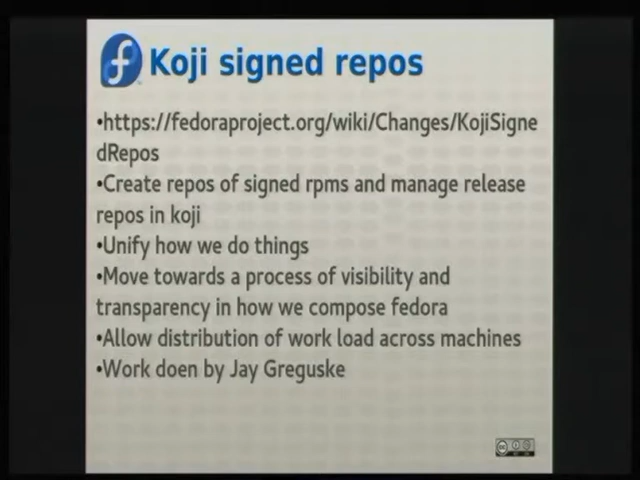 Koji signed repos
•https://fedoraproject.org/wiki/Changes/KojiSigne
dRepos
•Create repos of signed rpms and manage release
repos in koji
•Unify how we do things
•Move towards a process of visibility and
transparency in how we compose fedora
•Allow distribution of work load across machines
•Work doen by Jay Greguske